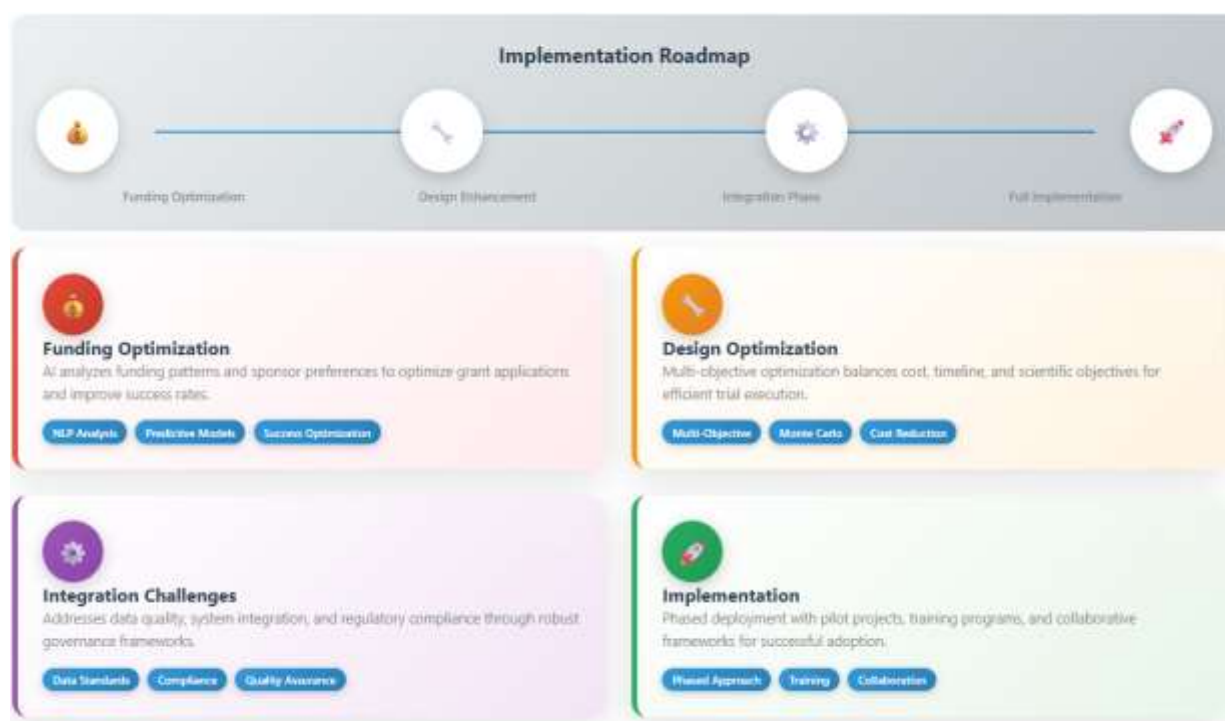 Implementation Roadmap
Funding Optimization
Design Enhancement
Integration Phase
Full Implementation
Funding Optimization
AI analyzes funding patterns and sponsor preferences to optimize grant applications
and improve success rates.
NLP Analysis
Predictive Models
Success Optimization
Design Optimization
Multi-objective optimization balances cost, timeline, and scientific objectives for
efficient trial execution.
Multi-Objective
Monte Carlo
Cost Reduction
Integration Challenges
Addresses data quality, system integration, and regulatory compliance through robust
governance frameworks.
Data Standards
Compliance
Quality Assurance
Implementation
Phased deployment with pilot projects, training programs, and collaborative
frameworks for successful adoption.
Phased Approach
Training
Collaboration